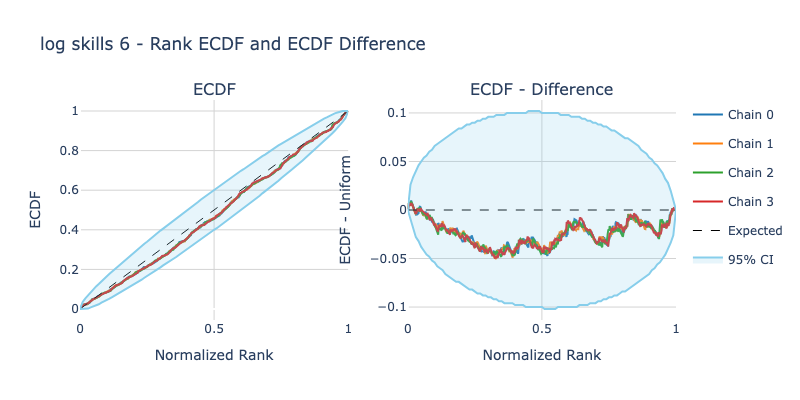 log skills 6 - Rank ECDF and ECDF Difference
ECDF
ECDF
1
0.8
0.6
0.4
0.2
0
0
0.5
1
Normalized Rank
ECDF - Difference
ECDF - Uniform
0.1
0.05
0
−0.05
−0.1
0
0.5
1
Normalized Rank
Chain 0
Chain 1
Chain 2
Chain 3
Expected
95% CI